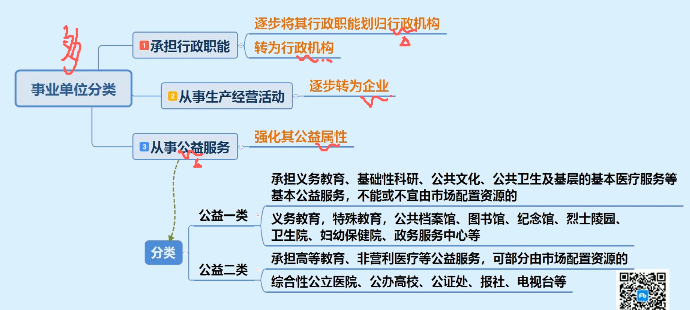 事业单位分类
1 承担行政职能
逐步将其行政职能划归行政机构
转为行政机构
2 从事生产经营活动
逐步转为企业
3 从事公益服务
强化其公益属性
分类
公益一类
承担义务教育、基础性科研、公共文化、公共卫生及基层的基本医疗服务等
基本公益服务，不能或不宜由市场配置资源的
义务教育，特殊教育，公共档案馆、图书馆、纪念馆、烈士陵园、
卫生院、妇幼保健院、政务服务中心等
公益二类
承担高等教育、非营利医疗等公益服务，可部分由市场配置资源的
综合性公立医院、公办高校、公证处、报社、电视台等